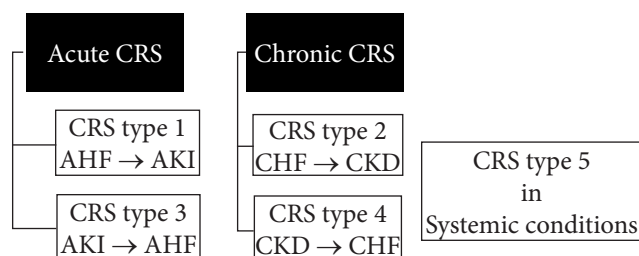 Acute CRS
CRS type 1
AHF → AKI
CRS type 3
AKI → AHF
Chronic CRS
CRS type 2
CHF → CKD
CRS type 4
CKD → CHF
CRS type 5
in
Systemic conditions